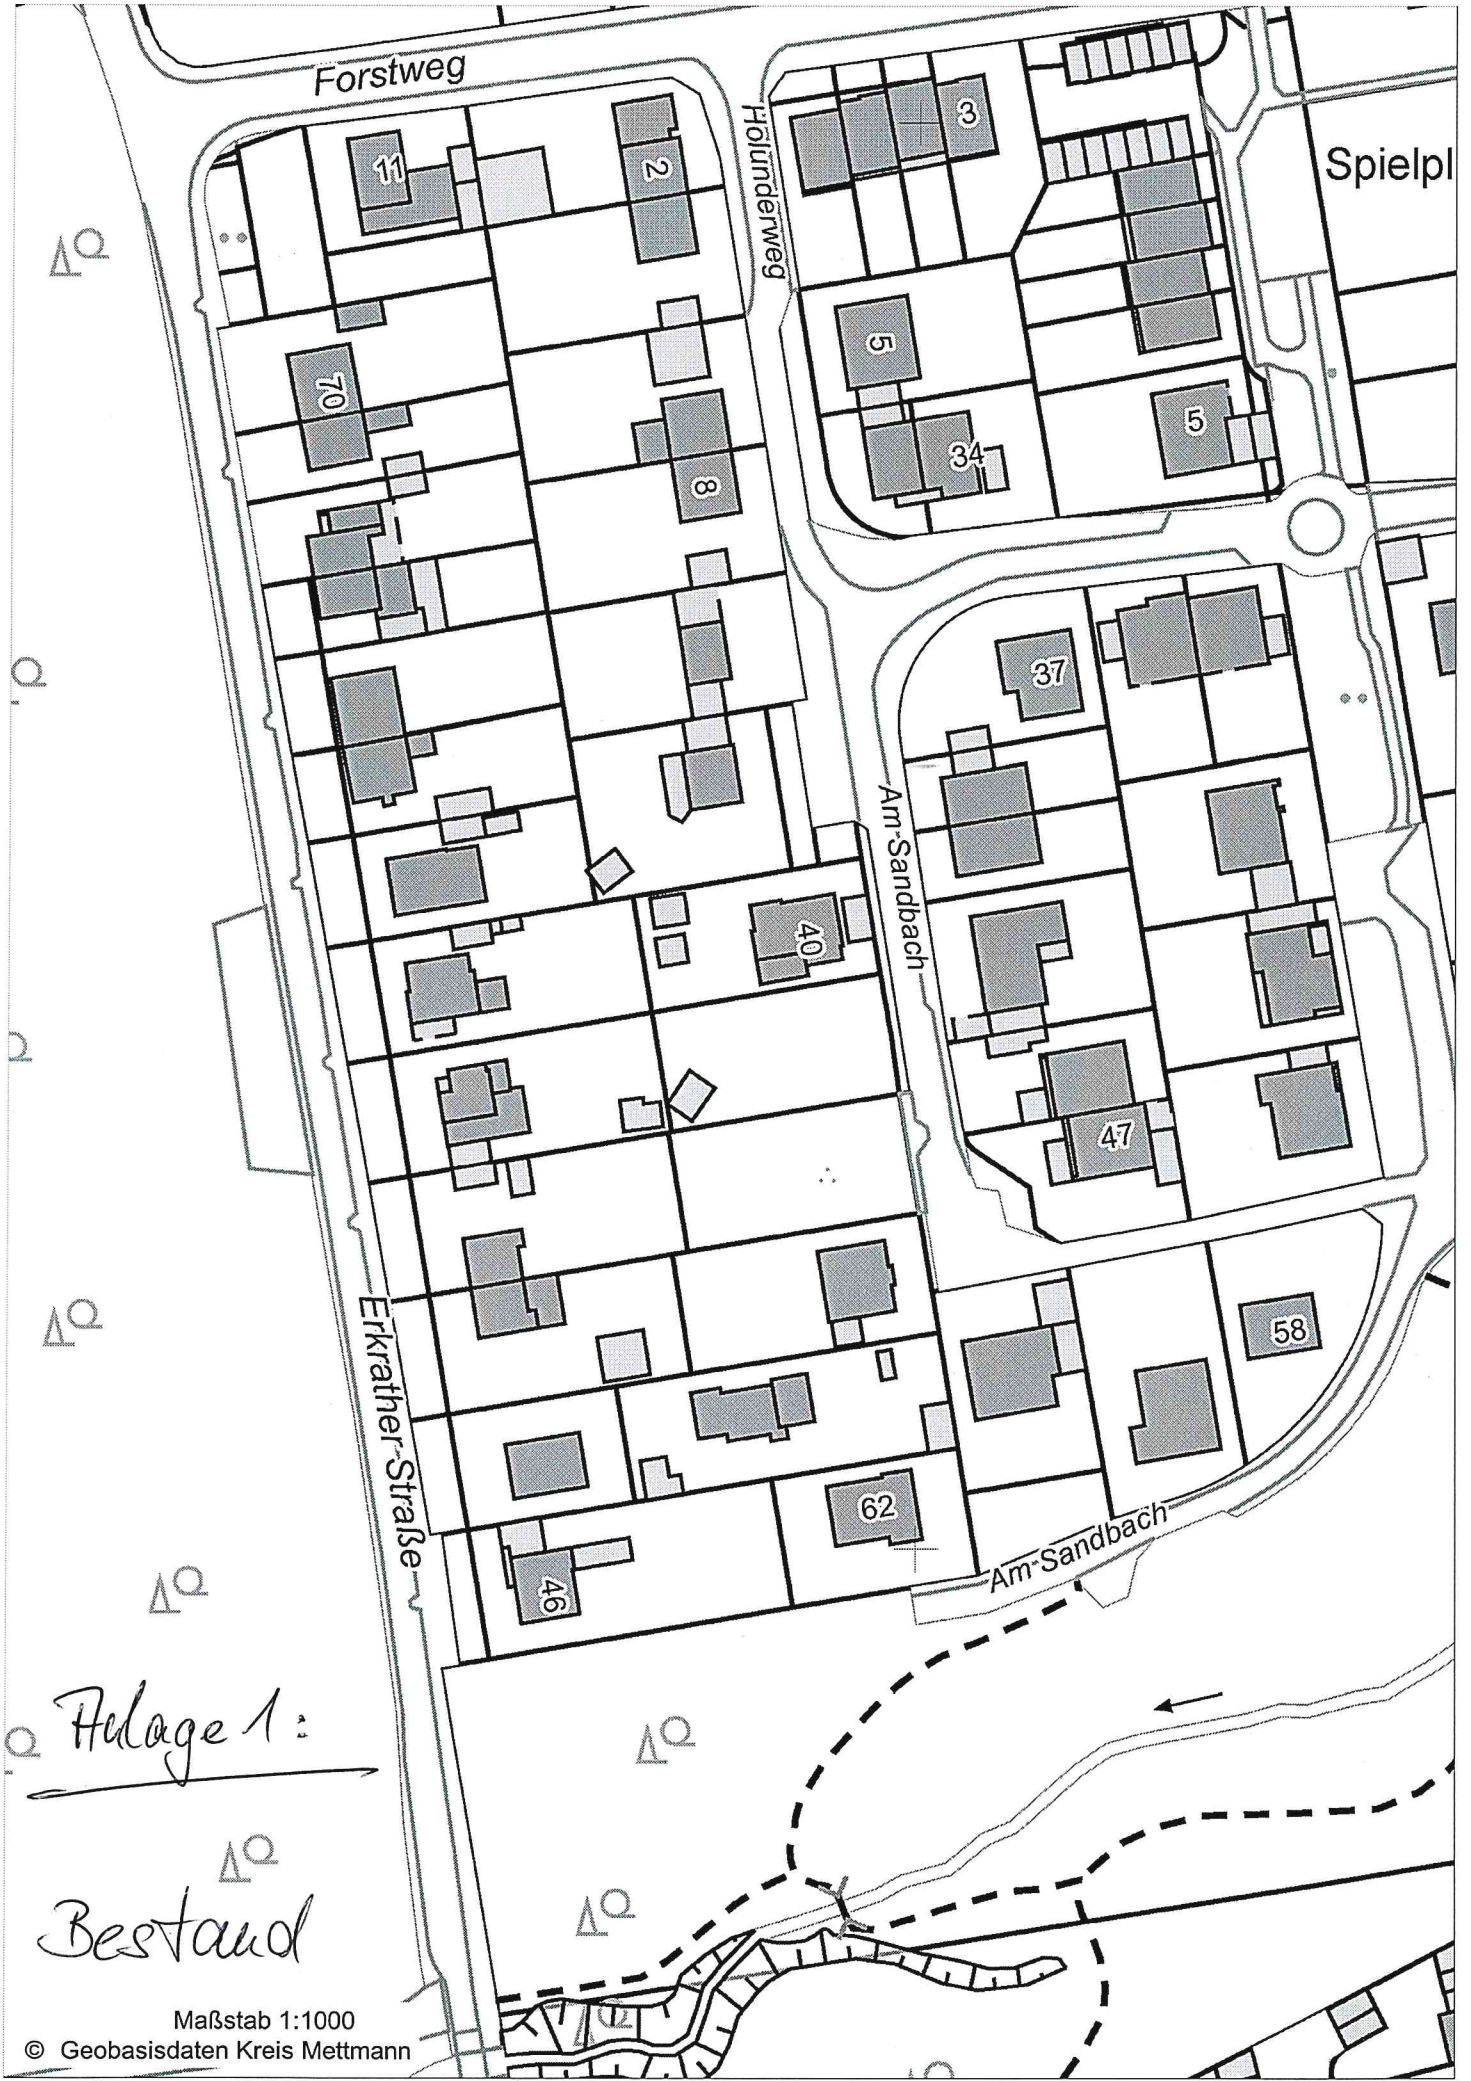 Forstweg
Holunderweg
Spielpl
11
2
3
70
5
5
34
8
37
Am-Sandbach
40
47
58
Erkrather-Straße
62
Am-Sandbach
46
Anlage 1:
Bestand
Maßstab 1:1000
© Geobasisdaten Kreis Mettmann